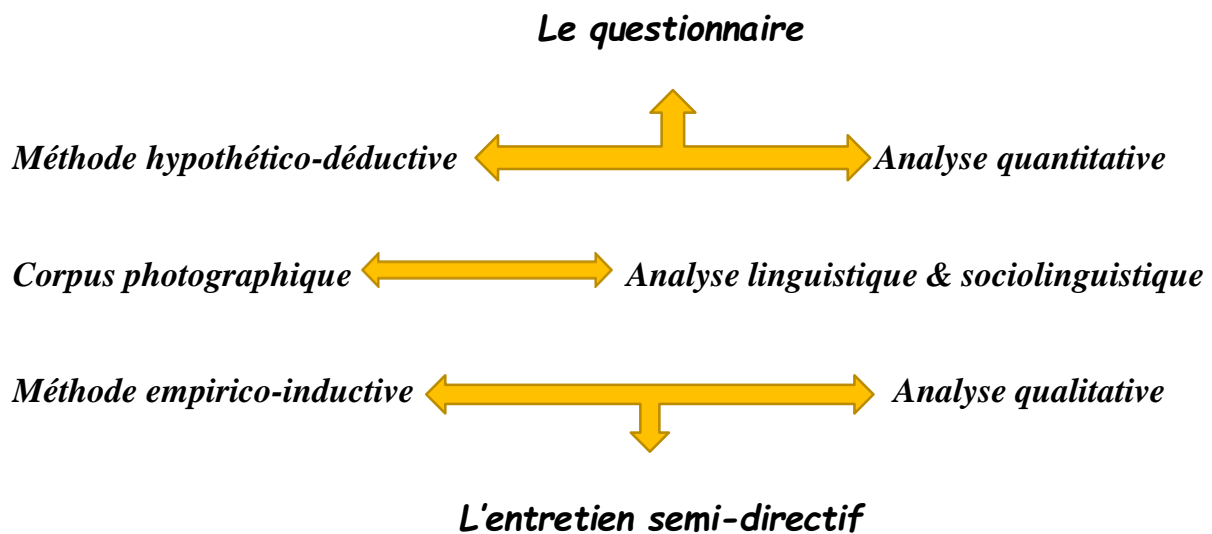 Le questionnaire
Méthode hypothético-déductive Analyse quantitative
Corpus photographique Analyse linguistique & sociolinguistique
Méthode empirico-inductive Analyse qualitative
L'entretien semi-directif